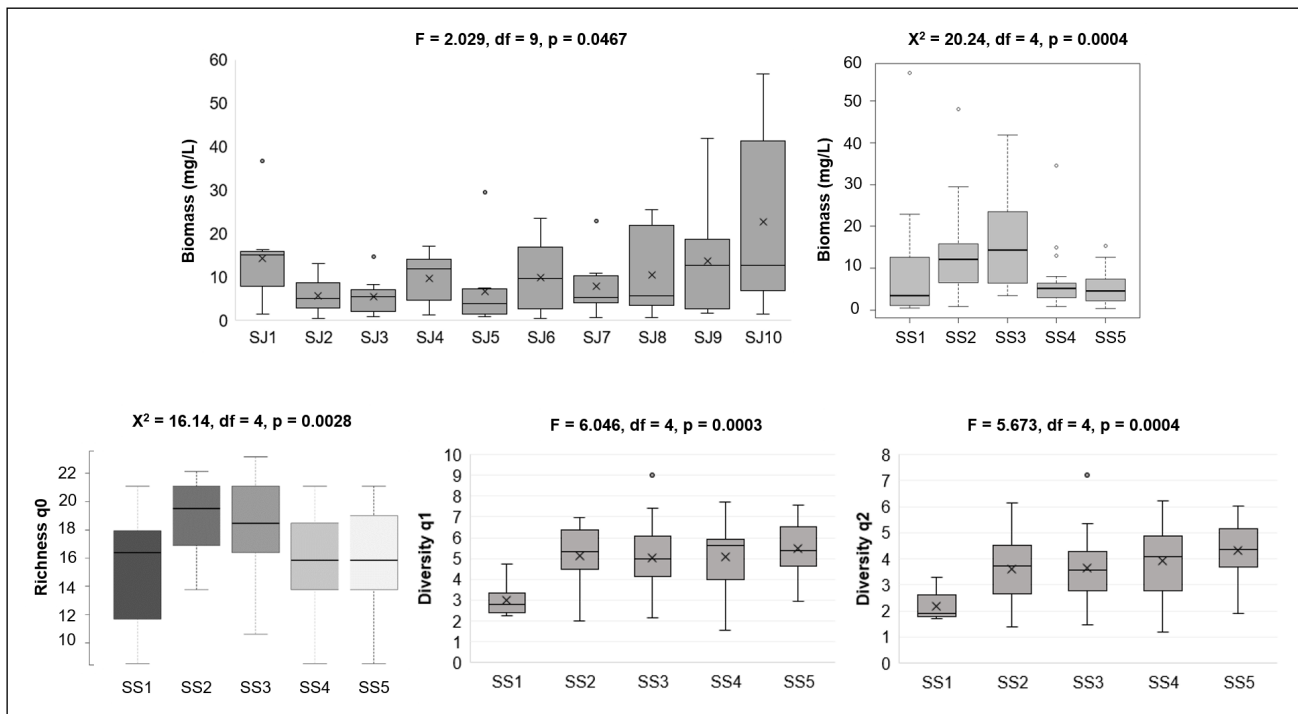 F = 2.029, df = 9, p = 0.0467
Biomass (mg/L)
60
50
40
30
20
10
0
SJ1 SJ2 SJ3 SJ4 SJ5 SJ6 SJ7 SJ8 SJ9 SJ10
X² = 20.24, df = 4, p = 0.0004
Biomass (mg/L)
60
50
40
30
20
10
0
SS1 SS2 SS3 SS4 SS5
X² = 16.14, df = 4, p = 0.0028
Richness q0
22
20
18
16
14
12
10
SS1 SS2 SS3 SS4 SS5
F = 6.046, df = 4, p = 0.0003
Diversity q1
10
9
8
7
6
5
4
3
2
1
0
SS1 SS2 SS3 SS4 SS5
F = 5.673, df = 4, p = 0.0004
Diversity q2
8
7
6
5
4
3
2
1
0
SS1 SS2 SS3 SS4 SS5